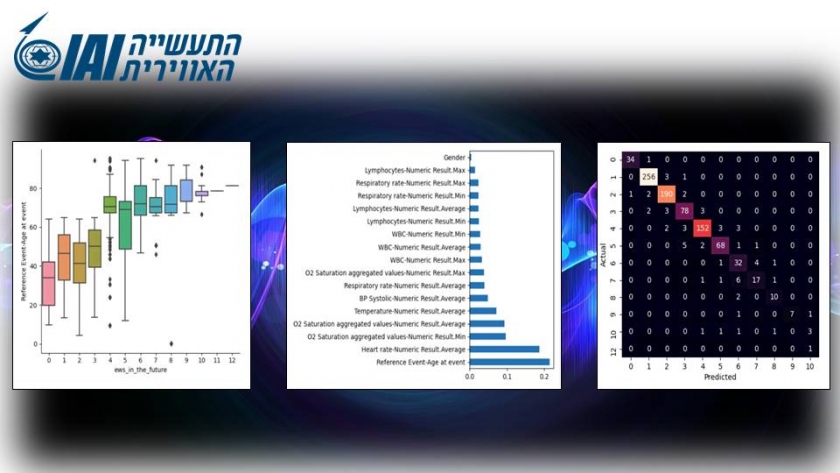 IAI התעשייה
האווירית
Reference Event-Age at event
80
60
40
20
0
0 1 2 3 4 5 6 7 8 9 10 11 12
ews_in_the_future
Gender
Lymphocytes-Numeric Result.Max
Respiratory rate-Numeric Result.Max
Respiratory rate-Numeric Result.Min
Lymphocytes-Numeric Result.Average
Lymphocytes-Numeric Result.Min
WBC-Numeric Result.Min
WBC-Numeric Result.Average
WBC-Numeric Result.Max
O2 Saturation aggregated values-Numeric Result.Max
Respiratory rate-Numeric Result.Average
BP Systolic-Numeric Result.Average
Temperature-Numeric Result.Average
O2 Saturation aggregated values-Numeric Result.Average
O2 Saturation aggregated values-Numeric Result.Min
Heart rate-Numeric Result.Average
Reference Event-Age at event
0.0 0.1 0.2
Actual
0 34 1 0 0 0 0 0 0 0 0 0
1 0 256 3 1 0 0 0 0 0 0 0
2 1 2 190 2 0 0 0 0 0 0 0
3 0 2 3 78 3 0 0 0 0 0 0
4 0 0 2 3 152 3 3 0 0 0 0
5 0 0 0 5 2 68 1 1 0 0 0
6 0 0 0 0 0 1 32 4 1 0 0
7 0 0 0 0 1 1 6 17 1 0 0
8 0 0 0 0 0 0 2 0 10 0 0
9 0 0 0 0 0 0 1 0 0 7 1
10 0 0 0 0 1 1 1 0 1 0 3
12 0 0 0 0 0 0 0 0 0 0 1
0 1 2 3 4 5 6 7 8 9 10
Predicted